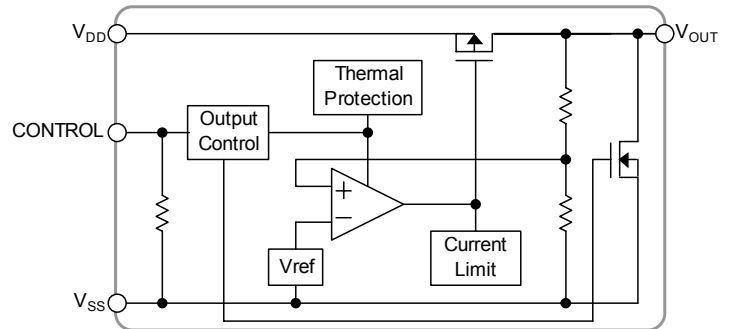 VDD
VOUT
Thermal
Protection
CONTROL
Output
Control
+
−
Vref
Current
Limit
VSS